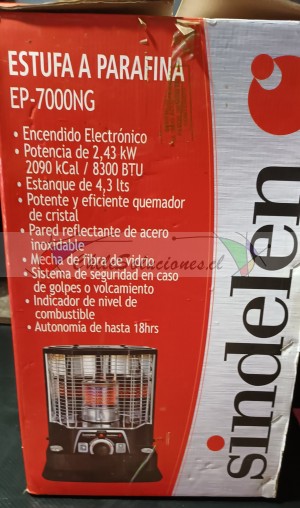 ESTUFA A PARAFINA
EP-7000NG
• Encendido Electrónico
• Potencia de 2,43 kW
2090 kCal / 8300 BTU
• Estanque de 4,3 lts
• Potente y eficiente quemador
de cristal
• Pared reflectante de acero
inoxidable
• Mecha de fibra de vidrio
• Sistema de seguridad en caso
de golpes o volcamiento
• Indicador de nivel de
combustible
• Autonomía de hasta 18hrs
sindelen